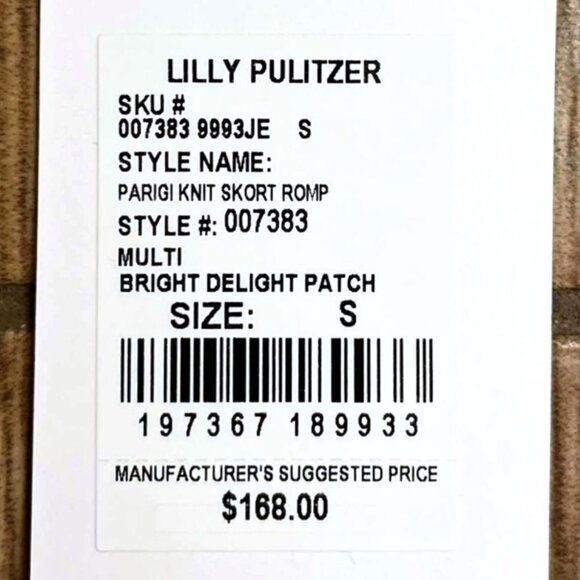 LILLY PULITZER
SKU #
007383 9993JE S
STYLE NAME:
PARIGI KNIT SKORT ROMP
STYLE #: 007383
MULTI
BRIGHT DELIGHT PATCH
SIZE: S
197367 189933
MANUFACTURER'S SUGGESTED PRICE
$168.00